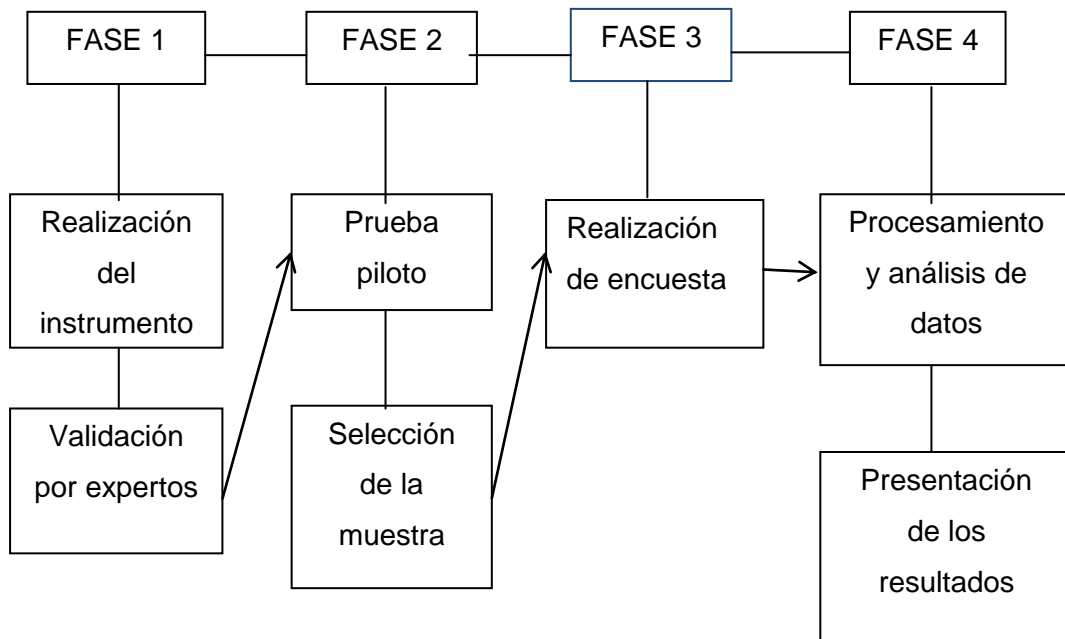 FASE 1
FASE 2
FASE 3
FASE 4
Realización
del
instrumento
Validación
por expertos
Prueba
piloto
Selección
de la
muestra
Realización
de encuesta
Procesamiento
y análisis de
datos
Presentación
de los
resultados